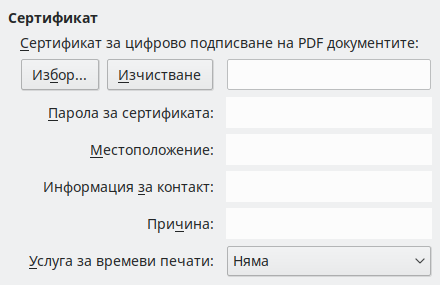 Сертификат
Сертификат за цифрово подписване на PDF документите:
Избор... Изчистване
Парола за сертификата:
Местоположение:
Информация за контакт:
Причина:
Услуга за времеви печати: Няма